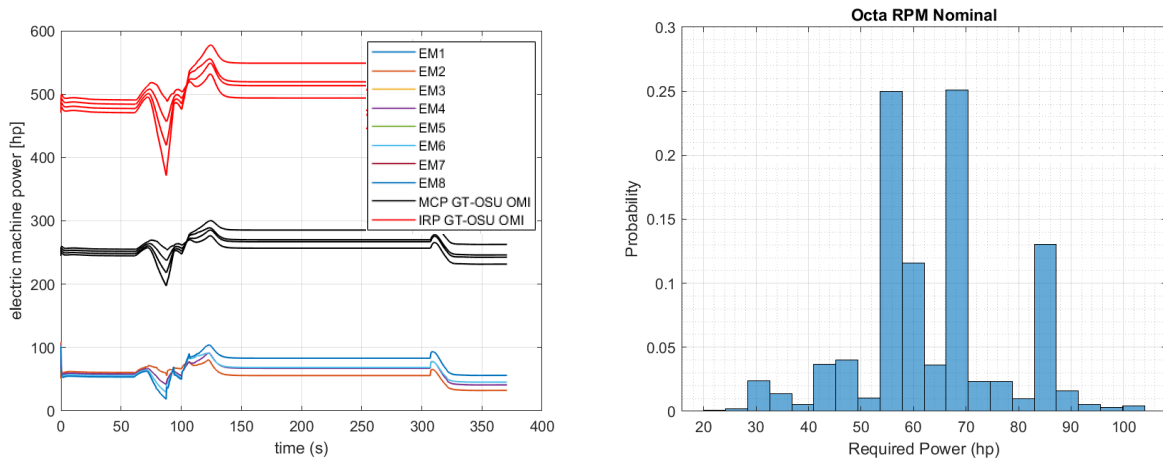 600
500
400
300
200
100
0
electric machine power [hp]
0 50 100 150 200 250 300 350 400
time (s)
EM1
EM2
EM3
EM4
EM5
EM6
EM7
EM8
MCP GT-OSU OMI
IRP GT-OSU OMI
Octa RPM Nominal
0.3
0.25
0.2
0.15
0.1
0.05
0
Probability
20 30 40 50 60 70 80 90 100
Required Power (hp)